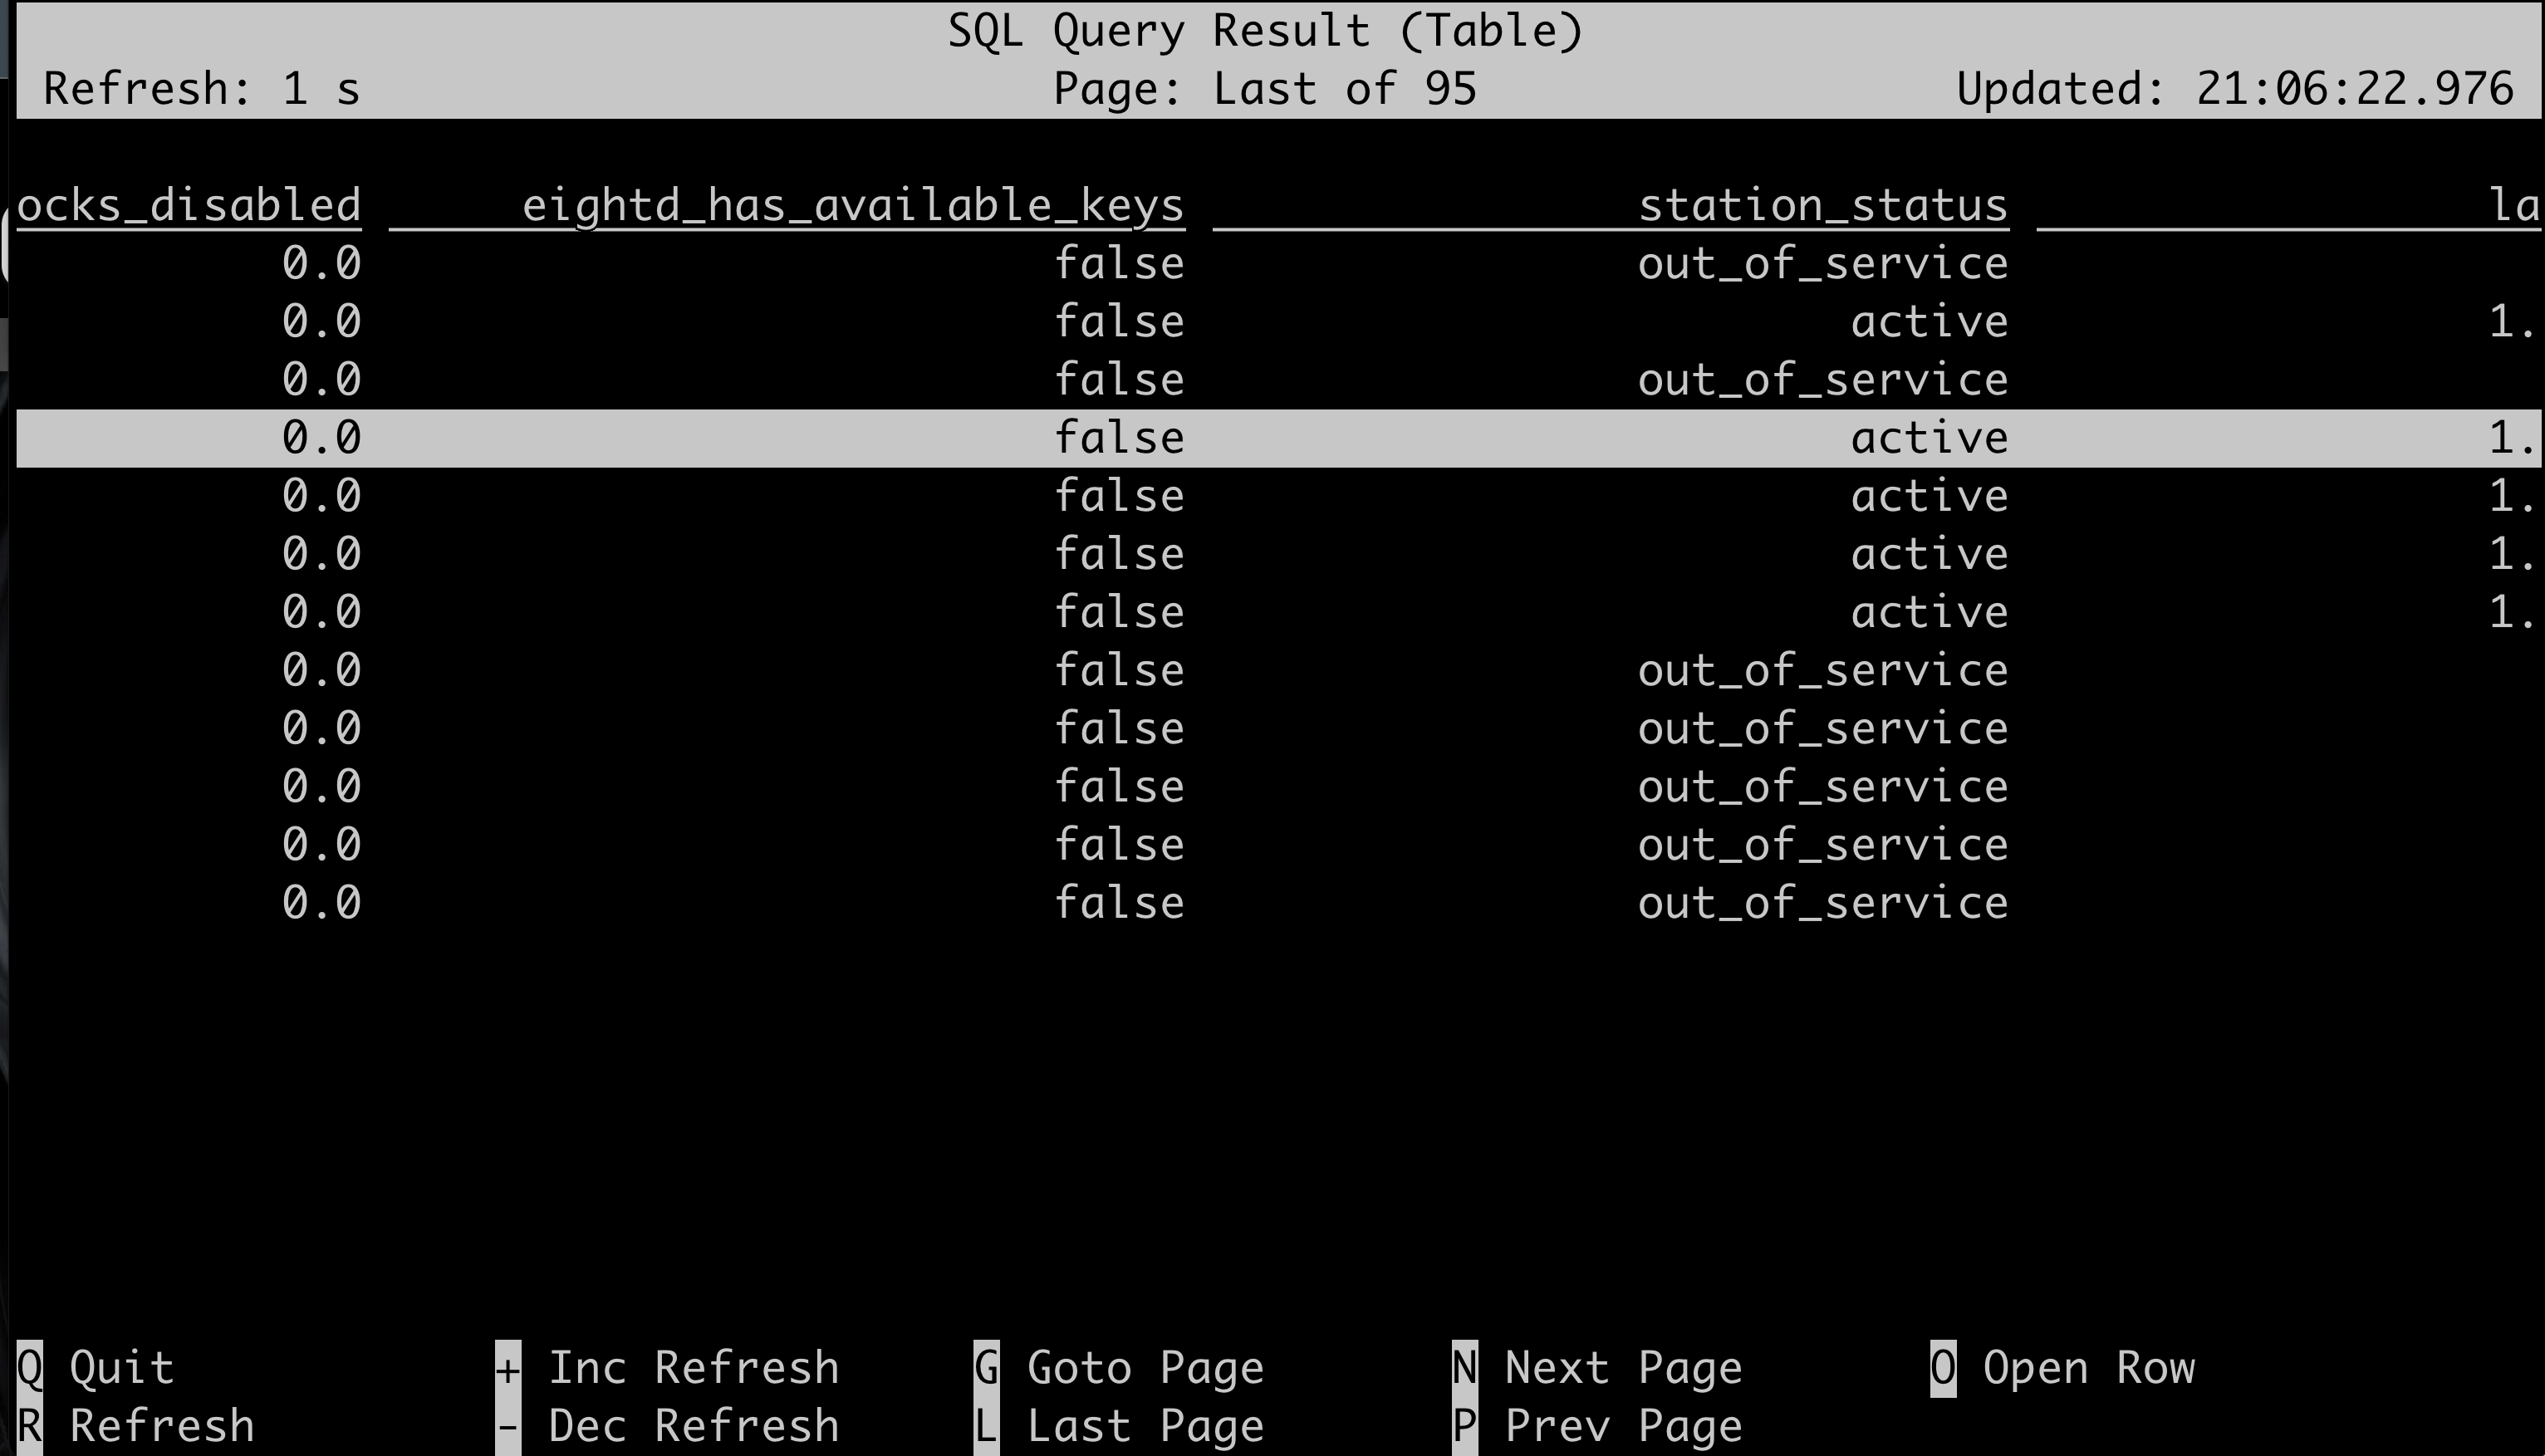 SQL Query Result (Table)
Refresh: 1 s Page: Last of 95 Updated: 21:06:22.976
ocks_disabled eightd_has_available_keys station_status la
0.0 false out_of_service
0.0 false active 1.
0.0 false out_of_service
0.0 false active 1.
0.0 false active 1.
0.0 false active 1.
0.0 false active 1.
0.0 false out_of_service
0.0 false out_of_service
0.0 false out_of_service
0.0 false out_of_service
0.0 false out_of_service
Q Quit + Inc Refresh G Goto Page N Next Page O Open Row
R Refresh - Dec Refresh L Last Page P Prev Page